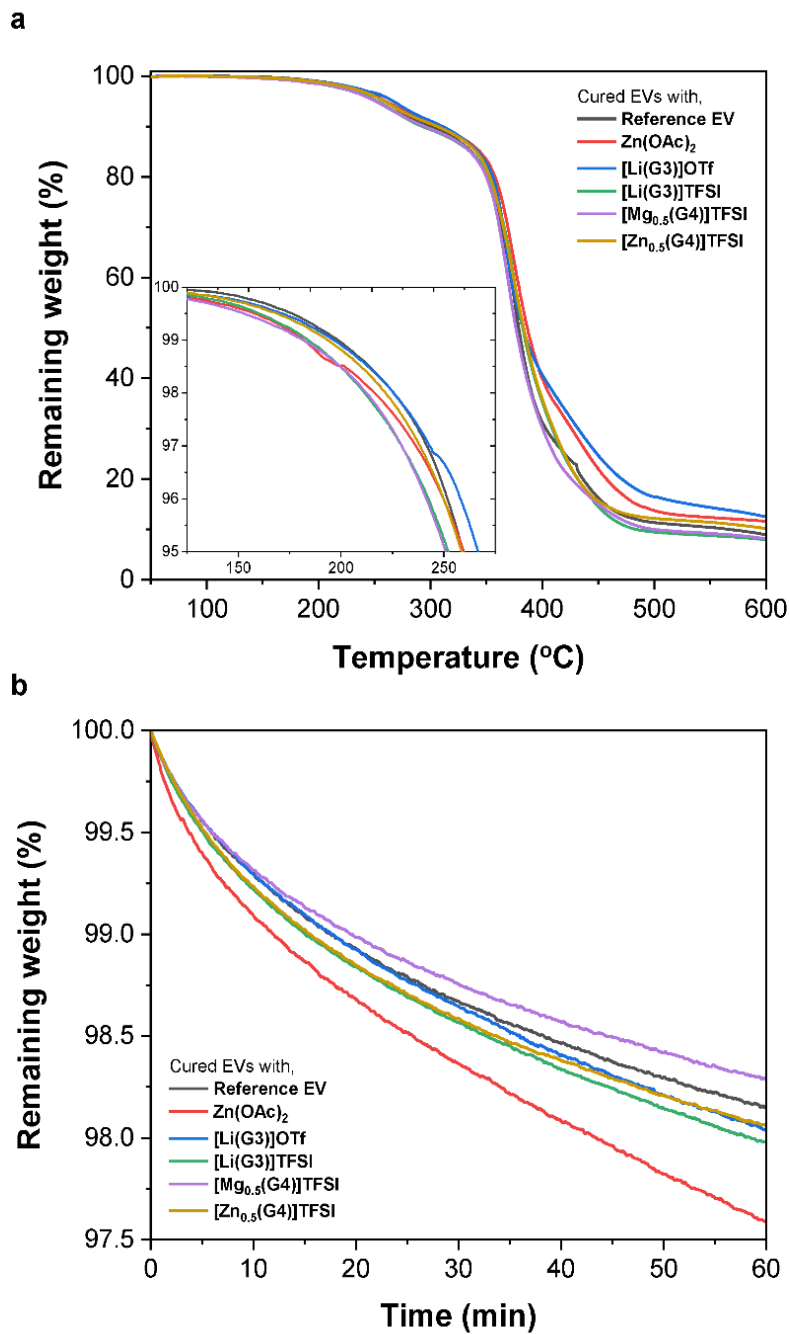 a
Remaining weight (%)
100
80
60
40
20
0
Cured EVs with,
Reference EV
Zn(OAc)₂
[Li(G3)]OTf
[Li(G3)]TFSI
[Mg₀.₅(G4)]TFSI
[Zn₀.₅(G4)]TFSI
100
99
98
97
96
95
150 200 250
100 200 300 400 500 600
Temperature (ºC)
b
Remaining weight (%)
100.0
99.5
99.0
98.5
98.0
97.5
Cured EVs with,
Reference EV
Zn(OAc)₂
[Li(G3)]OTf
[Li(G3)]TFSI
[Mg₀.₅(G4)]TFSI
[Zn₀.₅(G4)]TFSI
0 10 20 30 40 50 60
Time (min)